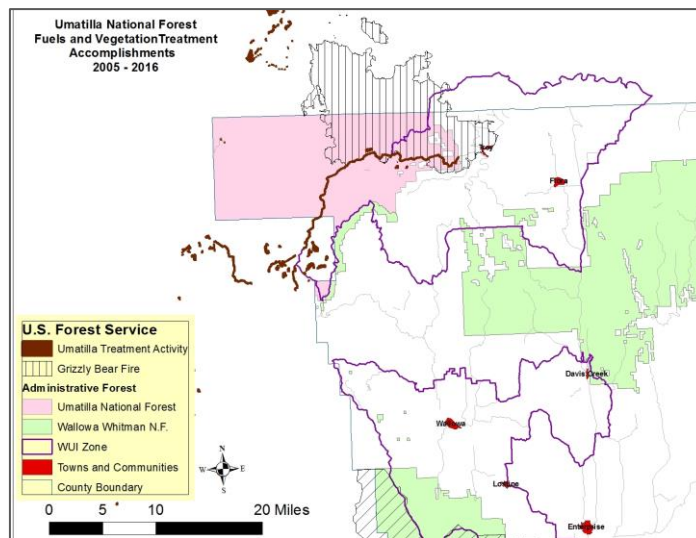 Umatilla National Forest
Fuels and VegetationTreatment
Accomplishments
2005 - 2016
Troy
Flora
U.S. Forest Service
Umatilla Treatment Activity
Grizzly Bear Fire
Administrative Forest
Umatilla National Forest
Wallowa Whitman N.F.
WUI Zone
Towns and Communities
County Boundary
Davis Creek
Wallowa
Lostine
Enterprise
N
W
E
S
0
5
10
20 Miles